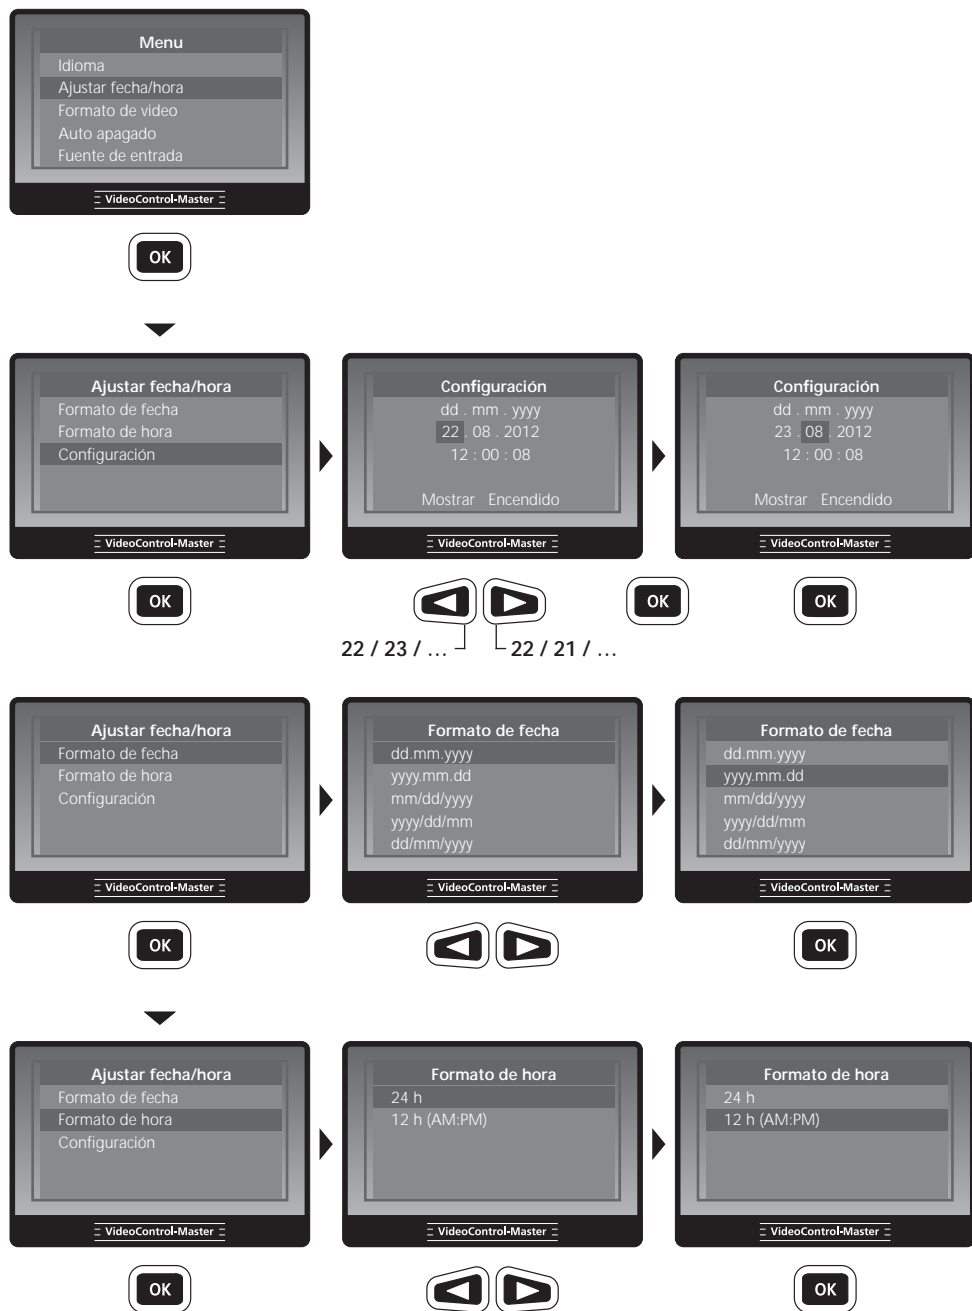 Menu
Idioma
Ajustar fecha/hora
Formato de video
Auto apagado
Fuente de entrada
VideoControl-Master
OK
Ajustar fecha/hora
Formato de fecha
Formato de hora
Configuración
VideoControl-Master
OK
Configuración
dd . mm . yyyy
22 . 08 . 2012
12 : 00 : 08
Mostrar Encendido
VideoControl-Master
22 / 23 / ...
22 / 21 / ...
OK
Configuración
dd . mm . yyyy
23 . 08 . 2012
12 : 00 : 08
Mostrar Encendido
VideoControl-Master
OK
Ajustar fecha/hora
Formato de fecha
Formato de hora
Configuración
VideoControl-Master
OK
Formato de fecha
dd.mm.yyyy
yyyy.mm.dd
mm/dd/yyyy
yyyy/dd/mm
dd/mm/yyyy
VideoControl-Master
Formato de fecha
dd.mm.yyyy
yyyy.mm.dd
mm/dd/yyyy
yyyy/dd/mm
dd/mm/yyyy
VideoControl-Master
OK
Ajustar fecha/hora
Formato de fecha
Formato de hora
Configuración
VideoControl-Master
OK
Formato de hora
24 h
12 h (AM:PM)
VideoControl-Master
Formato de hora
24 h
12 h (AM:PM)
VideoControl-Master
OK